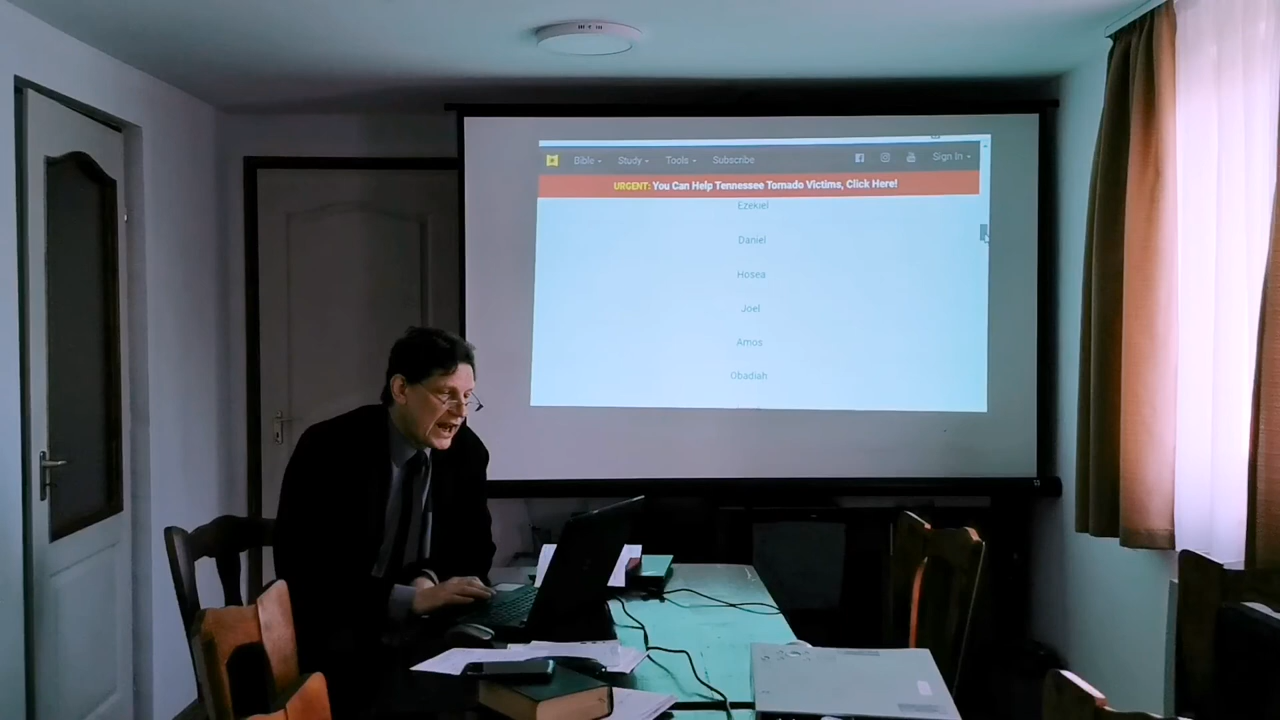 Bible Study Tools Subscribe Sign In
URGENT: You Can Help Tennessee Tornado Victims, Click Here!
Ezekiel
Daniel
Hosea
Joel
Amos
Obadiah